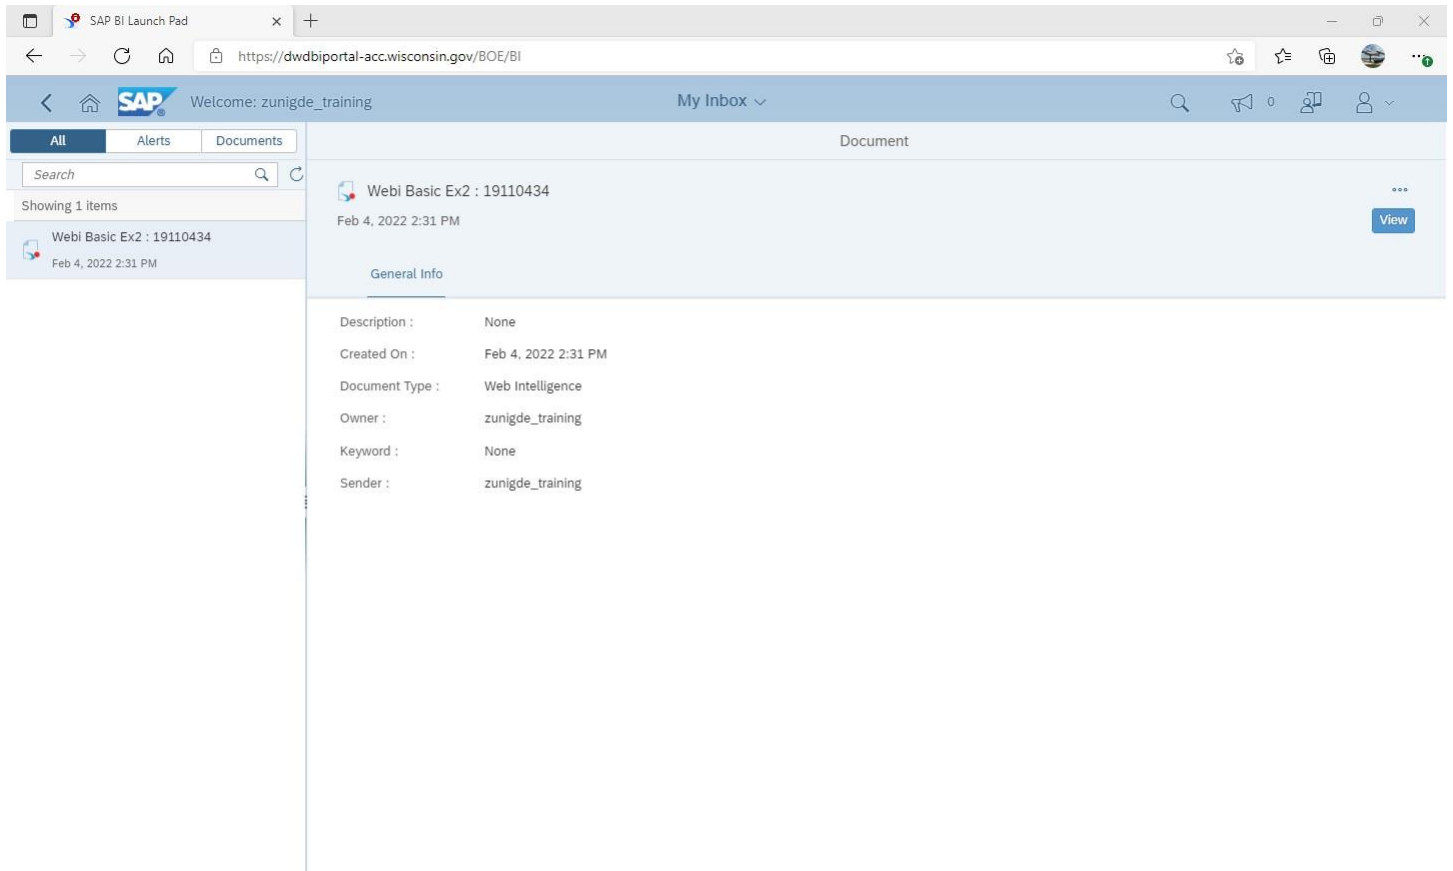 SAP BI Launch Pad
https://dwdbiportal-acc.wisconsin.gov/BOE/BI
SAP Welcome: zunigde_training My Inbox 0
All Alerts Documents
Search
Showing 1 items
Webi Basic Ex2 : 19110434
Feb 4, 2022 2:31 PM
Document
Webi Basic Ex2 : 19110434
Feb 4, 2022 2:31 PM
View
General Info
Description : None
Created On : Feb 4, 2022 2:31 PM
Document Type : Web Intelligence
Owner : zunigde_training
Keyword : None
Sender : zunigde_training